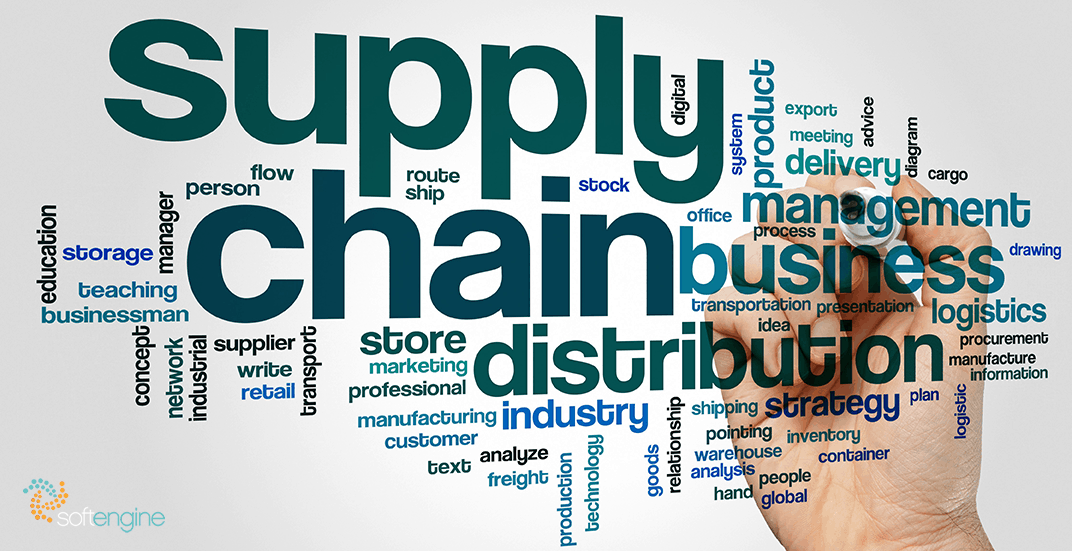 supply
digital
system
product
export
meeting
advice
delivery
diagram
cargo
flow
person
route
ship
chain
stock
office
management
process
business
drawing
education
storage
manager
teaching
businessman
transportation
presentation
logistics
idea
concept
network
industrial
supplier
write
retail
transport
store
marketing
professional
distribution
procurement
manufacture
information
manufacturing
industry
customer
text
analyze
freight
production
technology
goods
relationship
shipping
strategy
plan
logistic
pointing
inventory
warehouse
container
analysis
people
hand
global
softengine